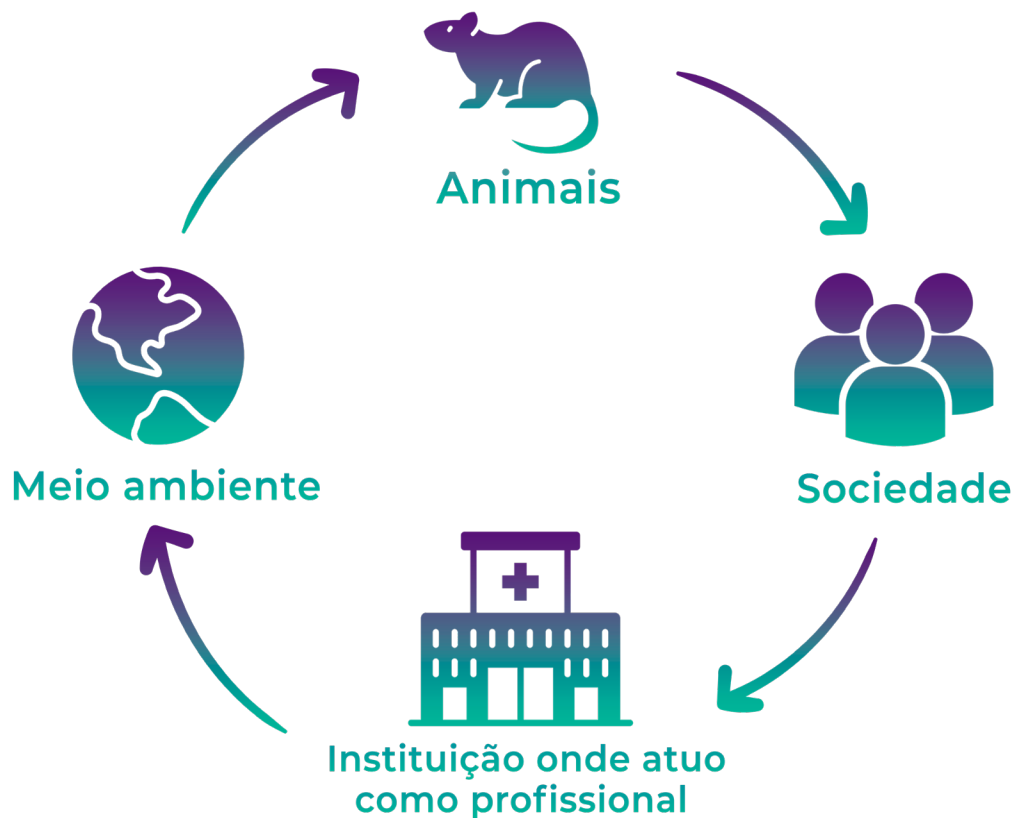 Animais
Meio ambiente
Sociedade
Instituição onde atuo
como profissional